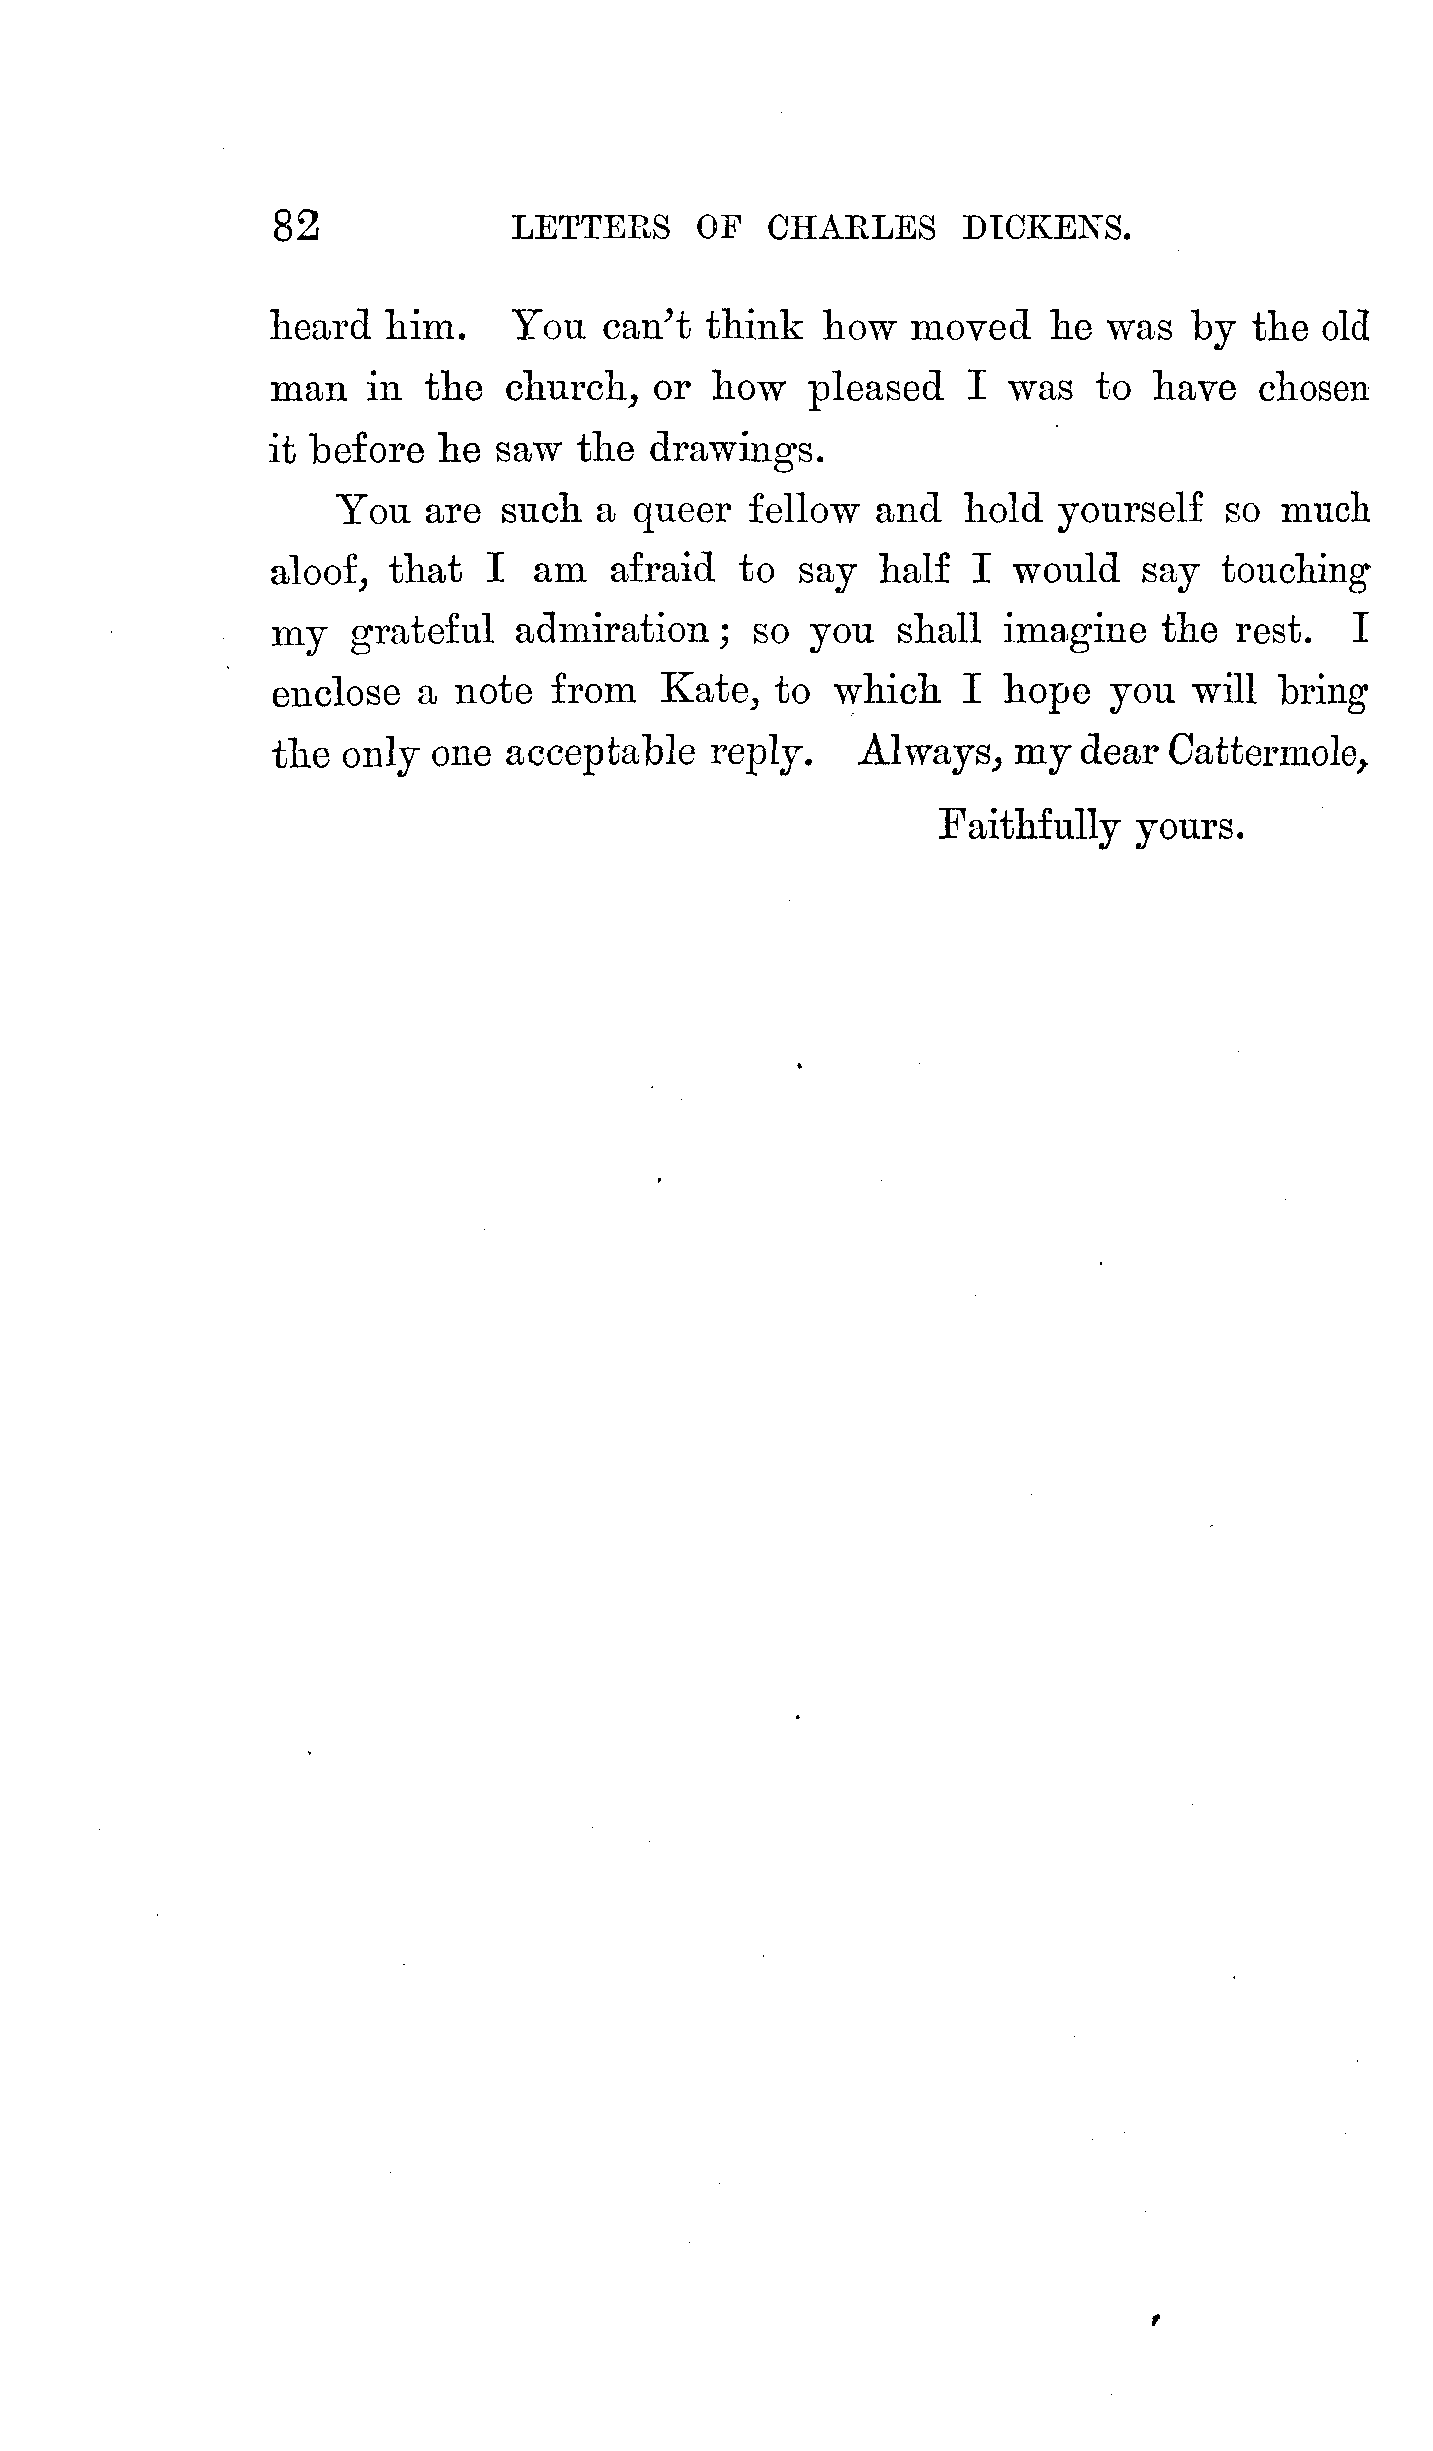 82 LETTERS OF CHARLES DICKENS.
heard him. You can't think how moved he was by the old
man in the church, or how pleased I was to have chosen
it before he saw the drawings.
You are such a queer fellow and hold yourself so much
aloof, that I am afraid to say half I would say touching
my grateful admiration; so you shall imagine the rest. I
enclose a note from Kate, to which I hope you will bring
the only one acceptable reply. Always, my dear Cattermole,
Faithfully yours.